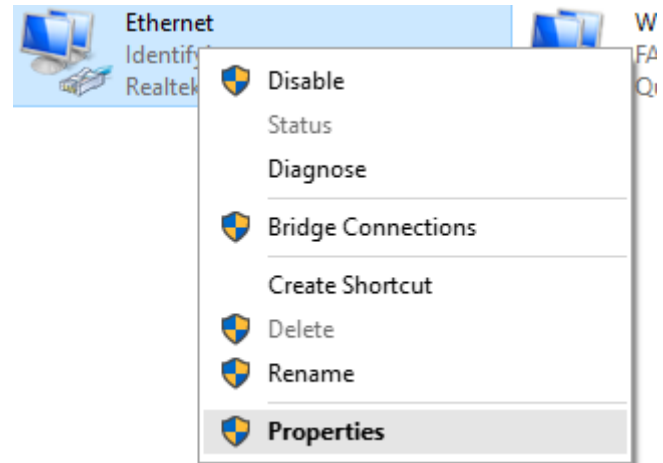 Ethernet
Realtek
Disable
Status
Diagnose
Bridge Connections
Create Shortcut
Delete
Rename
Properties